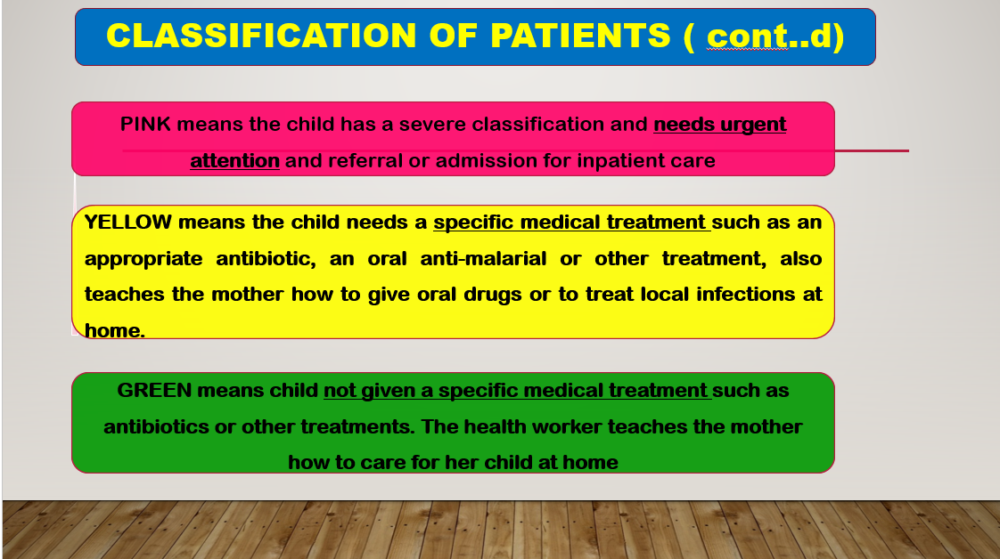 CLASSIFICATION OF PATIENTS ( cont..d)
PINK means the child has a severe classification and needs urgent
attention and referral or admission for inpatient care
YELLOW means the child needs a specific medical treatment such as an
appropriate antibiotic, an oral anti-malarial or other treatment, also
teaches the mother how to give oral drugs or to treat local infections at
home.
GREEN means child not given a specific medical treatment such as
antibiotics or other treatments. The health worker teaches the mother
how to care for her child at home